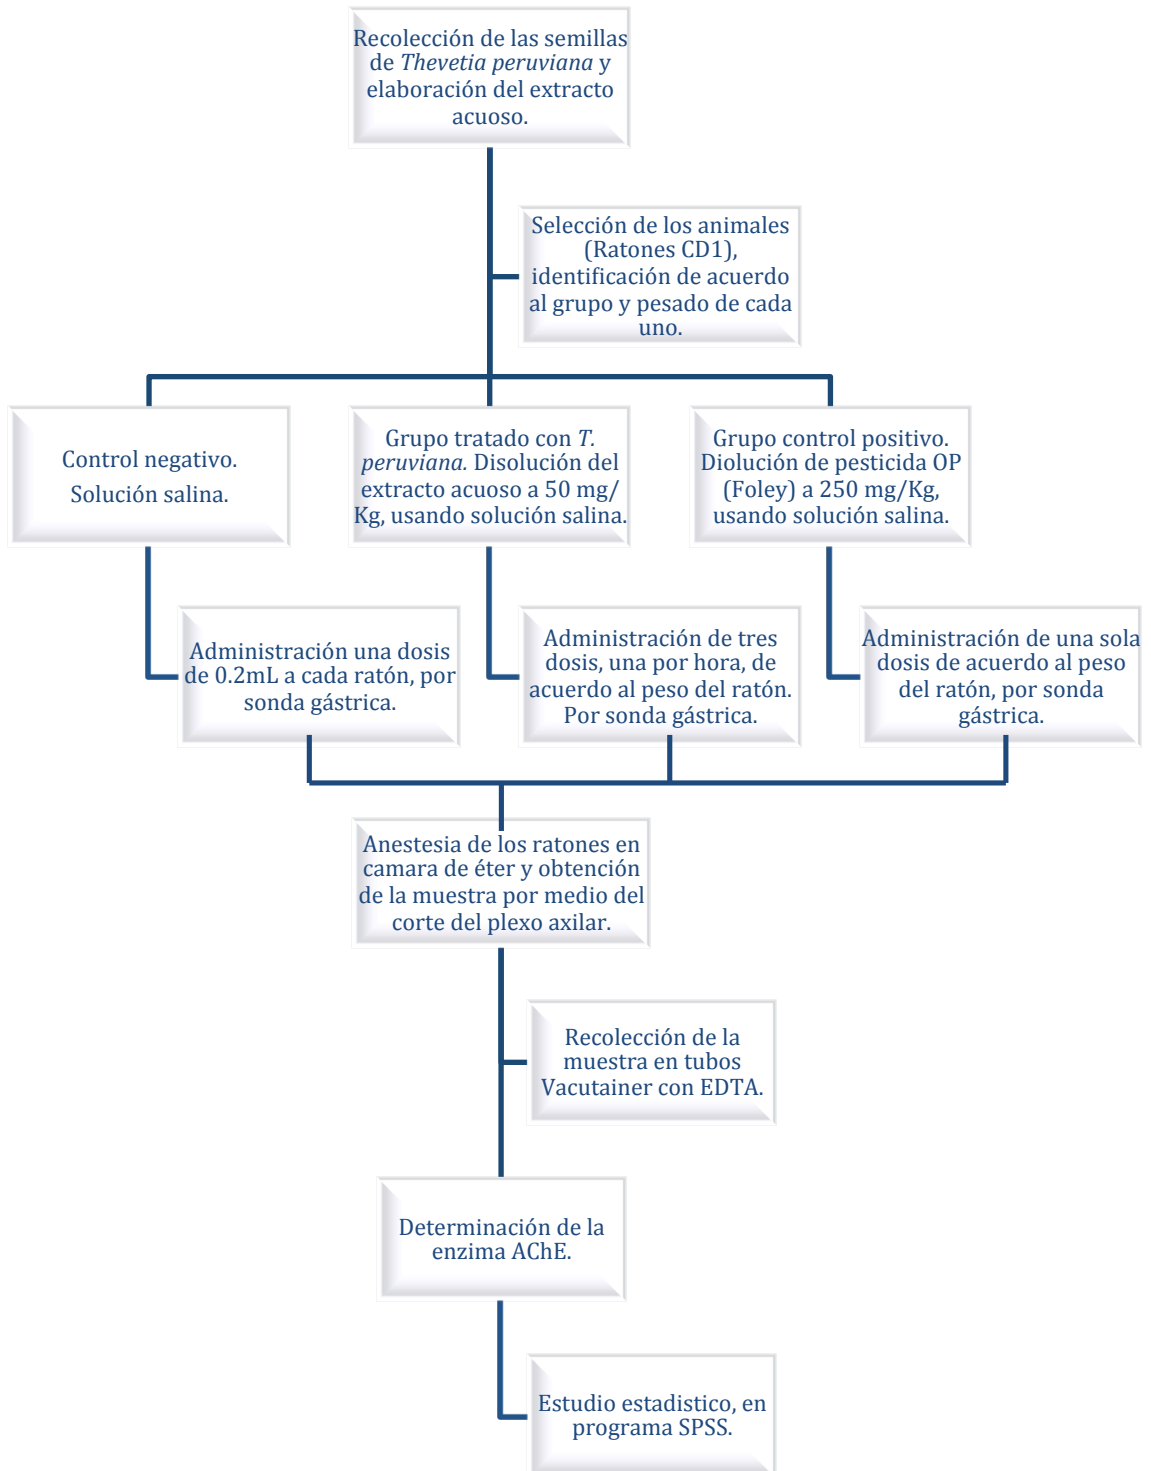 Recolección de las semillas
de Thevetia peruviana y
elaboración del extracto
acuoso.
Selección de los animales
(Ratones CD1),
identificación de acuerdo
al grupo y pesado de cada
uno.
Control negativo.
Solución salina.
Grupo tratado con T.
peruviana. Disolución del
extracto acuoso a 50 mg/
Kg, usando solución salina.
Grupo control positivo.
Diolución de pesticida OP
(Foley) a 250 mg/Kg,
usando solución salina.
Administración una dosis
de 0.2mL a cada ratón, por
sonda gástrica.
Administración de tres
dosis, una por hora, de
acuerdo al peso del ratón.
Por sonda gástrica.
Administración de una sola
dosis de acuerdo al peso
del ratón, por sonda
gástrica.
Anestesia de los ratones en
camara de éter y obtención
de la muestra por medio del
corte del plexo axilar.
Recolección de la
muestra en tubos
Vacutainer con EDTA.
Determinación de la
enzima AChE.
Estudio estadistico, en
programa SPSS.